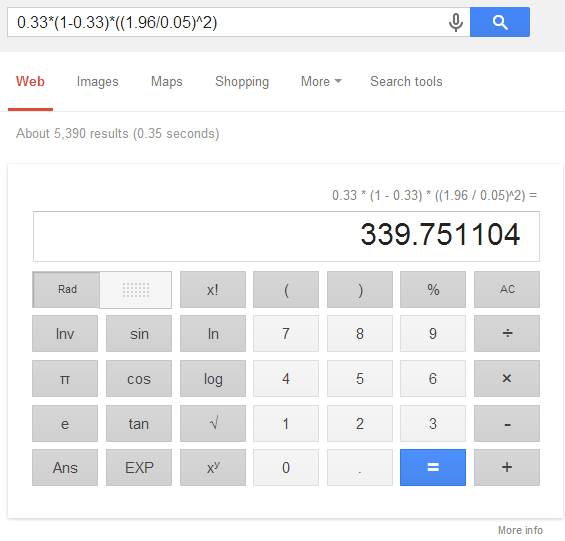 0.33*(1-0.33)*((1.96/0.05)^2)
Web Images Maps Shopping More Search tools
About 5,390 results (0.35 seconds)
0.33 * (1 - 0.33) * ((1.96 / 0.05)^2) =
339.751104
Rad x! ( ) % AC
Inv sin ln 7 8 9 ÷
π cos log 4 5 6 ×
e tan √ 1 2 3 -
Ans EXP xʸ 0 . = +
More info